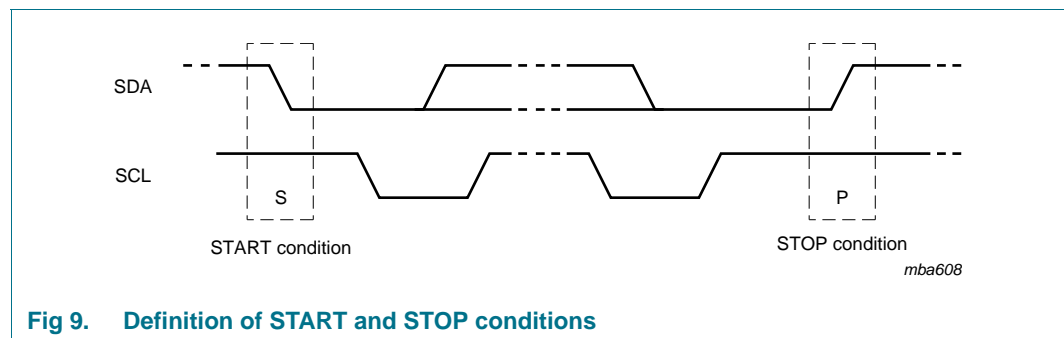 SDA
SCL
S
P
START condition
STOP condition
mba608
Fig 9. Definition of START and STOP conditions